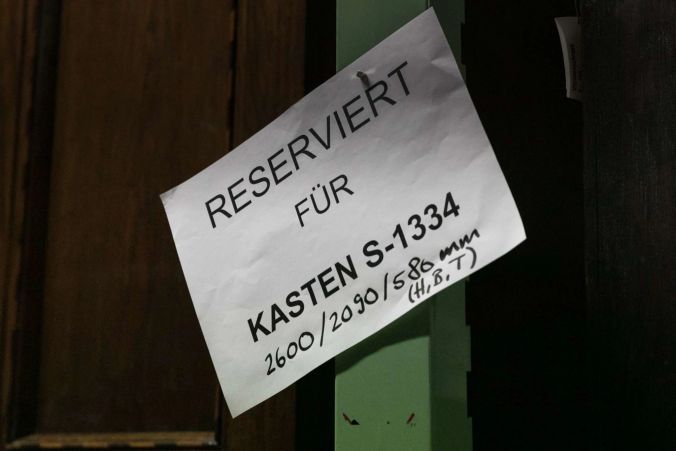 RESERVIERT
FÜR
KASTEN S-1334
2600/2090/580 mm
(H, B, T)